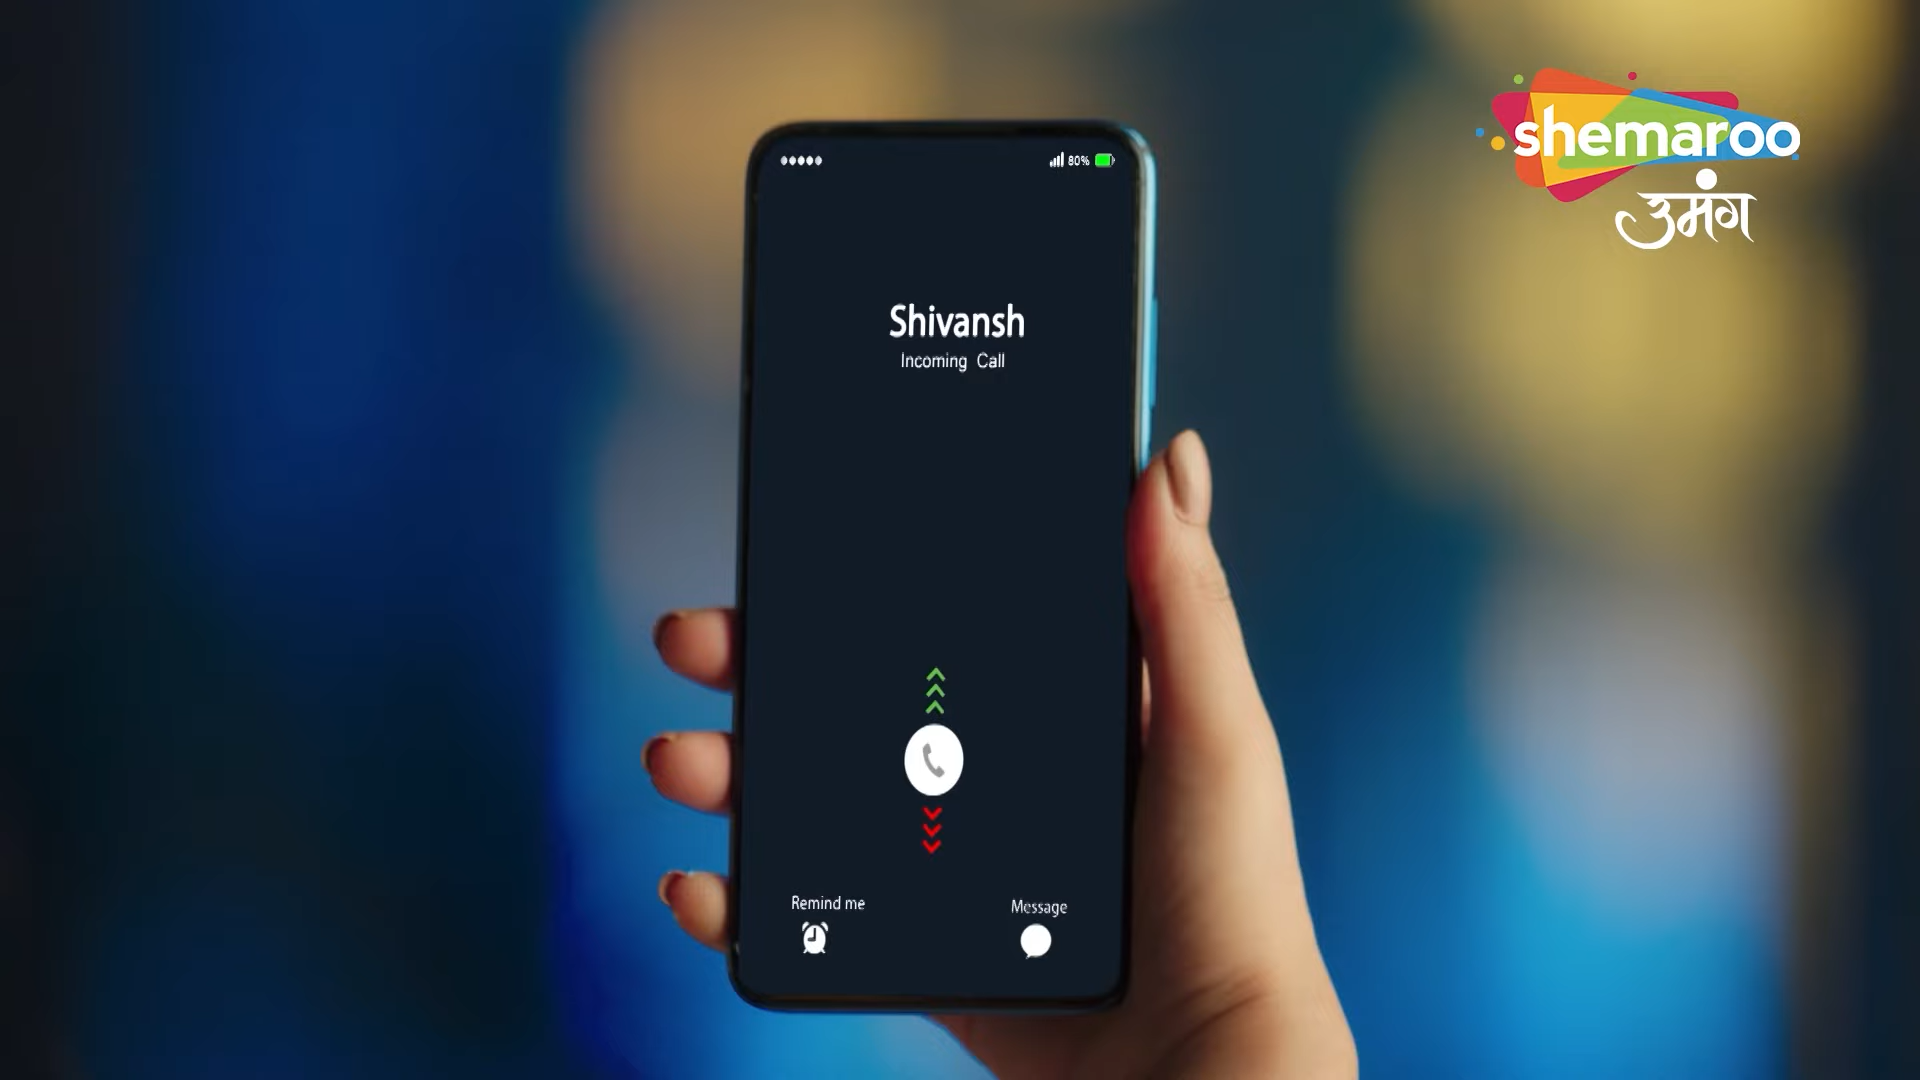 80%
Shivansh
Incoming Call
Remind me
Message
shemaroo
उमंग